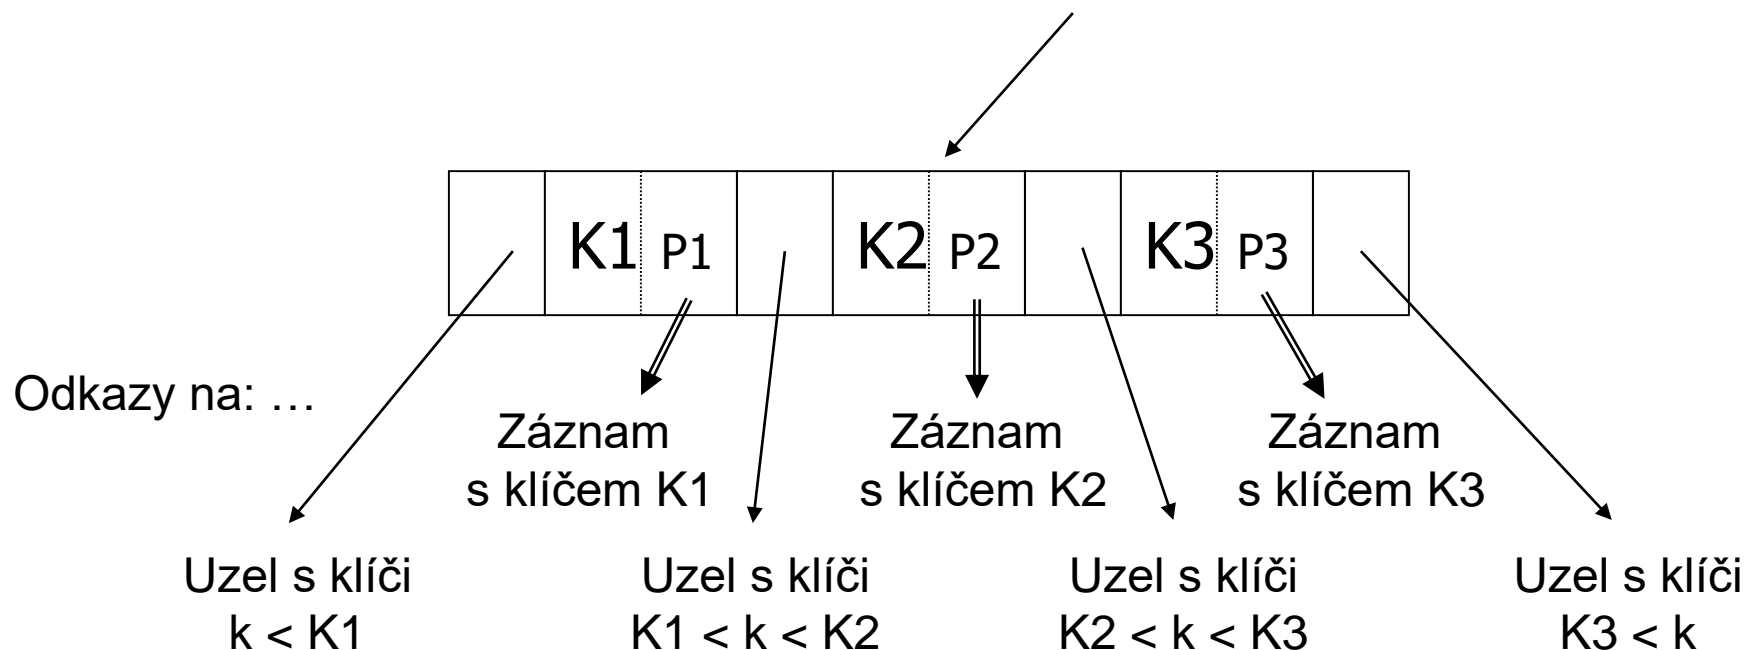 K1 P1 K2 P2 K3 P3
Odkazy na: …
Záznam
s klíčem K1
Záznam
s klíčem K2
Záznam
s klíčem K3
Uzel s klíči
k < K1
Uzel s klíči
K1 < k < K2
Uzel s klíči
K2 < k < K3
Uzel s klíči
K3 < k